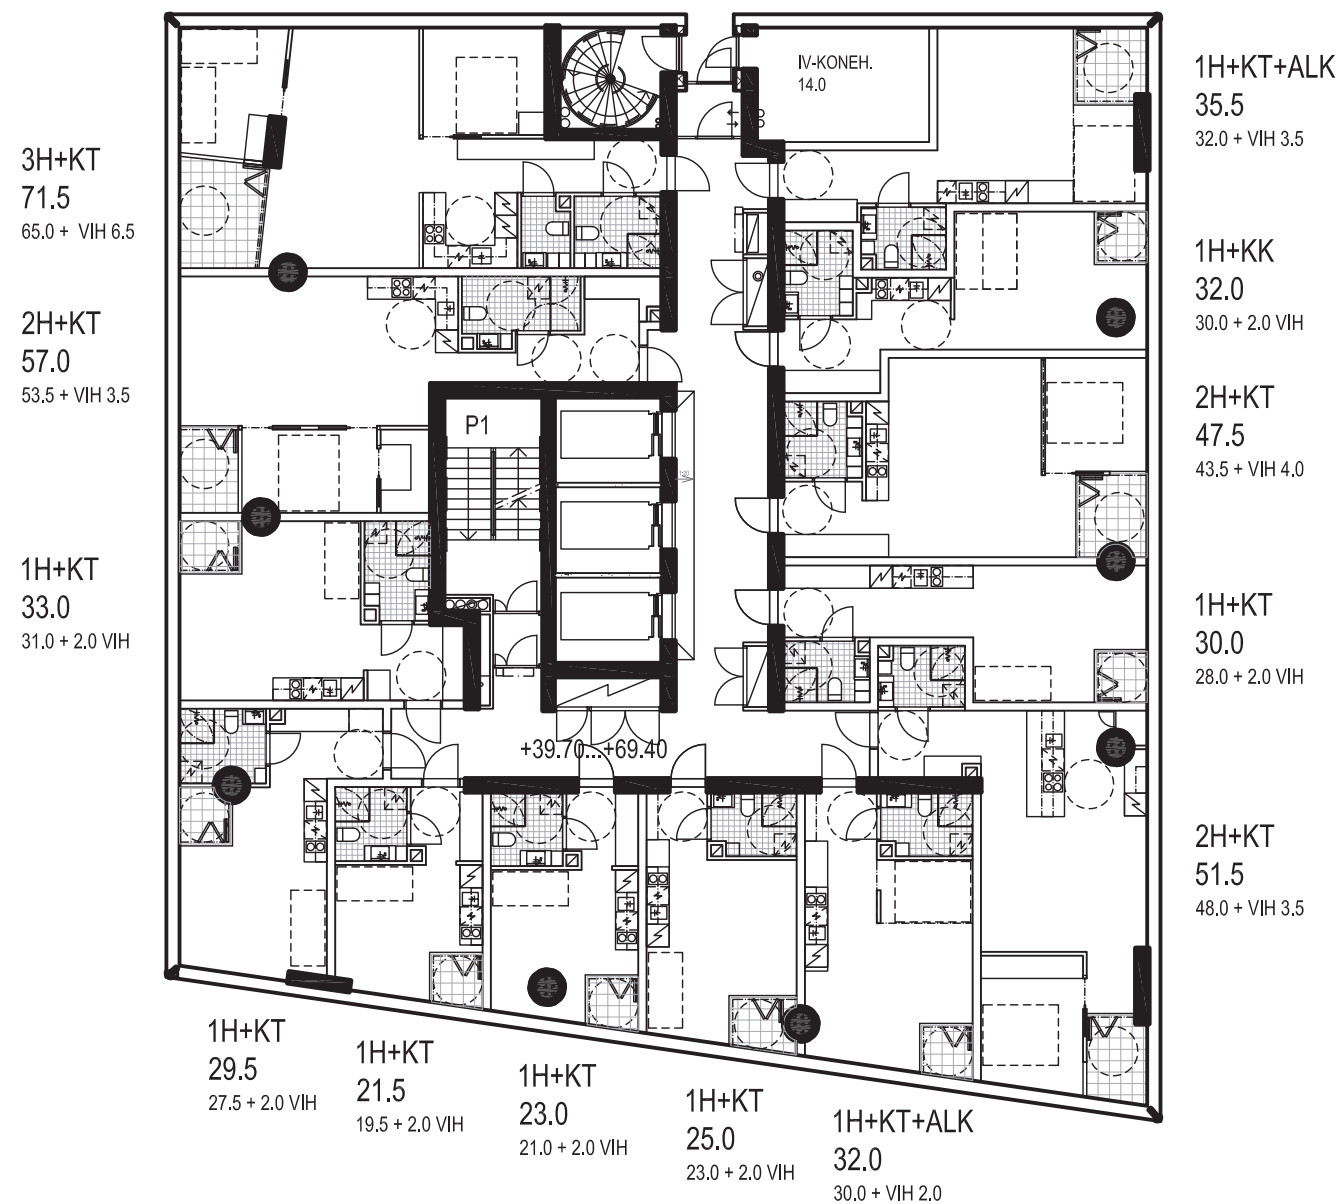 IV-KONEH.
14.0
1H+KT+ALK
35.5
32.0 + VIH 3.5
3H+KT
71.5
65.0 + VIH 6.5
1H+KK
32.0
30.0 + 2.0 VIH
2H+KT
57.0
53.5 + VIH 3.5
2H+KT
47.5
43.5 + VIH 4.0
P1
1H+KT
33.0
31.0 + 2.0 VIH
1H+KT
30.0
28.0 + 2.0 VIH
+39.70...+69.40
2H+KT
51.5
48.0 + VIH 3.5
1H+KT
29.5
27.5 + 2.0 VIH
1H+KT
21.5
19.5 + 2.0 VIH
1H+KT
23.0
21.0 + 2.0 VIH
1H+KT
25.0
23.0 + 2.0 VIH
1H+KT+ALK
32.0
30.0 + VIH 2.0